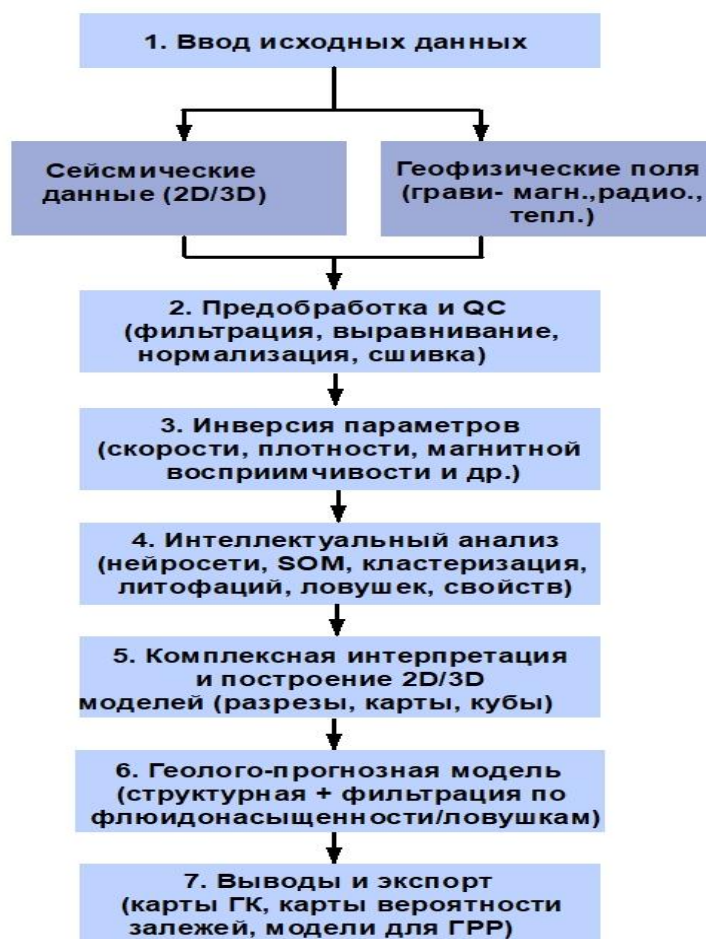 1. Ввод исходных данных
Сейсмические
данные (2D/3D)
Геофизические поля
(грави- магн.,радио.,
тепл.)
2. Предобработка и QC
(фильтрация, выравнивание,
нормализация, сшивка)
3. Инверсия параметров
(скорости, плотности, магнитной
восприимчивости и др.)
4. Интеллектуальный анализ
(нейросети, SOM, кластеризация,
литофаций, ловушек, свойств)
5. Комплексная интерпретация
и построение 2D/3D
моделей (разрезы, карты, кубы)
6. Геолого-прогнозная модель
(структурная + фильтрация по
флюидонасыщенности/ловушкам)
7. Выводы и экспорт
(карты ГК, карты вероятности
залежей, модели для ГРР)